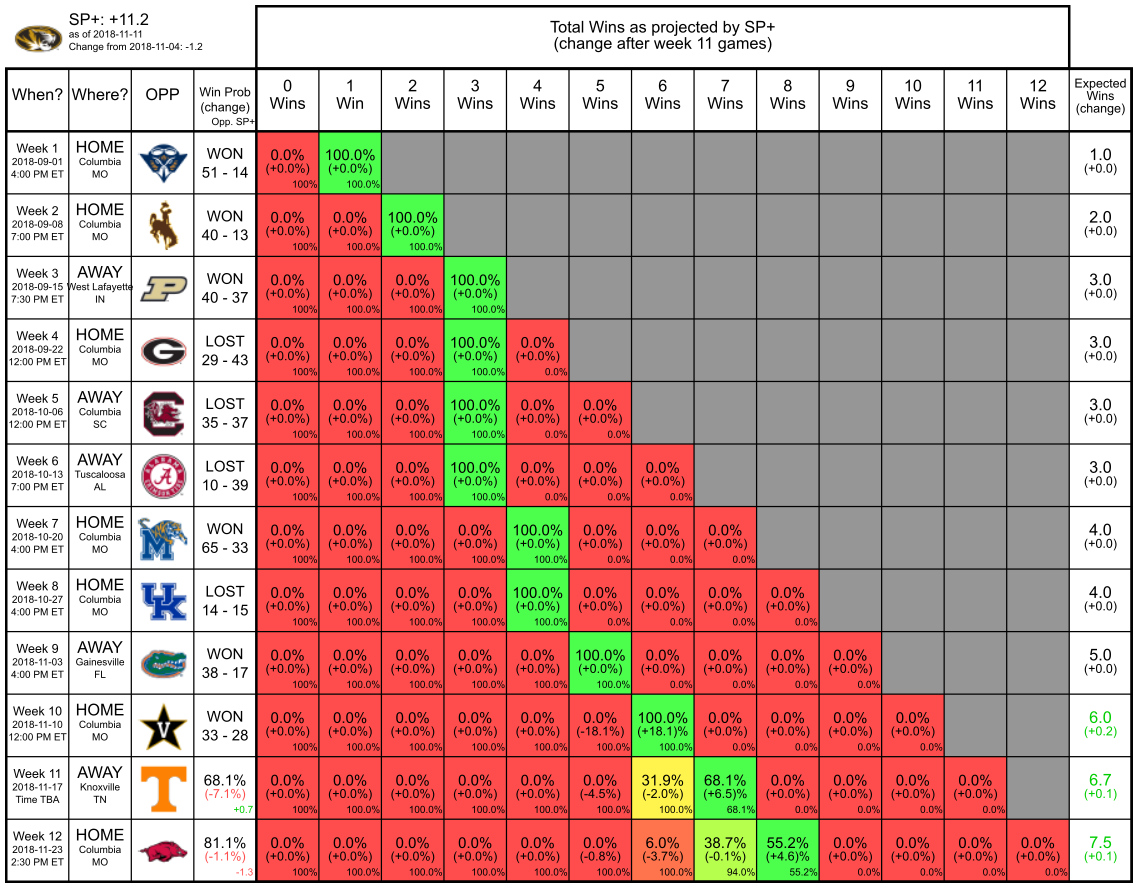 SP+: +11.2
as of 2018-11-11
Change from 2018-11-04: -1.2
Total Wins as projected by SP+
(change after week 11 games)
When? Where? OPP Win Prob (change) Opp. SP+ 0 Wins 1 Win 2 Wins 3 Wins 4 Wins 5 Wins 6 Wins 7 Wins 8 Wins 9 Wins 10 Wins 11 Wins 12 Wins Expected Wins (change)
Week 1 HOME WON 0.0% 100.0% 1.0
2018-09-01 Columbia 51 - 14 (+0.0%) (+0.0%) (+0.0)
4:00 PM ET MO 100% 100.0%
Week 2 HOME WON 0.0% 0.0% 100.0% 2.0
2018-09-08 Columbia 40 - 13 (+0.0%) (+0.0%) (+0.0%) (+0.0)
7:00 PM ET MO 100% 100.0% 100.0%
Week 3 AWAY P WON 0.0% 0.0% 0.0% 100.0% 3.0
2018-09-15 West Lafayette 40 - 37 (+0.0%) (+0.0%) (+0.0%) (+0.0%) (+0.0)
7:30 PM ET IN 100% 100.0% 100.0% 100.0%
Week 4 HOME G LOST 0.0% 0.0% 0.0% 100.0% 0.0% 3.0
2018-09-22 Columbia 29 - 43 (+0.0%) (+0.0%) (+0.0%) (+0.0%) (+0.0%) (+0.0)
12:00 PM ET MO 100% 100.0% 100.0% 100.0% 0.0%
Week 5 AWAY C LOST 0.0% 0.0% 0.0% 100.0% 0.0% 0.0% 3.0
2018-10-06 Columbia 35 - 37 (+0.0%) (+0.0%) (+0.0%) (+0.0%) (+0.0%) (+0.0%) (+0.0)
12:00 PM ET SC 100% 100.0% 100.0% 100.0% 0.0% 0.0%
Week 6 AWAY ALABAMA A LOST 0.0% 0.0% 0.0% 100.0% 0.0% 0.0% 0.0% 3.0
2018-10-13 Tuscaloosa 10 - 39 (+0.0%) (+0.0%) (+0.0%) (+0.0%) (+0.0%) (+0.0%) (+0.0%) (+0.0)
7:00 PM ET AL 100% 100.0% 100.0% 100.0% 0.0% 0.0% 0.0%
Week 7 HOME M WON 0.0% 0.0% 0.0% 0.0% 100.0% 0.0% 0.0% 0.0% 4.0
2018-10-20 Columbia 65 - 33 (+0.0%) (+0.0%) (+0.0%) (+0.0%) (+0.0%) (+0.0%) (+0.0%) (+0.0%) (+0.0)
4:00 PM ET MO 100% 100.0% 100.0% 100.0% 100.0% 0.0% 0.0% 0.0%
Week 8 HOME UK LOST 0.0% 0.0% 0.0% 0.0% 100.0% 0.0% 0.0% 0.0% 0.0% 4.0
2018-10-27 Columbia 14 - 15 (+0.0%) (+0.0%) (+0.0%) (+0.0%) (+0.0%) (+0.0%) (+0.0%) (+0.0%) (+0.0%) (+0.0)
4:00 PM ET MO 100% 100.0% 100.0% 100.0% 100.0% 0.0% 0.0% 0.0% 0.0%
Week 9 AWAY WON 0.0% 0.0% 0.0% 0.0% 0.0% 100.0% 0.0% 0.0% 0.0% 0.0% 5.0
2018-11-03 Gainesville 38 - 17 (+0.0%) (+0.0%) (+0.0%) (+0.0%) (+0.0%) (+0.0%) (+0.0%) (+0.0%) (+0.0%) (+0.0%) (+0.0)
4:00 PM ET FL 100% 100.0% 100.0% 100.0% 100.0% 100.0% 0.0% 0.0% 0.0% 0.0%
Week 10 HOME V WON 0.0% 0.0% 0.0% 0.0% 0.0% 0.0% 100.0% 0.0% 0.0% 0.0% 0.0% 6.0
2018-11-10 Columbia 33 - 28 (+0.0%) (+0.0%) (+0.0%) (+0.0%) (+0.0%) (-18.1%) (+18.1)% (+0.0%) (+0.0%) (+0.0%) (+0.0%) (+0.2)
12:00 PM ET MO 100% 100.0% 100.0% 100.0% 100.0% 100.0% 100.0% 0.0% 0.0% 0.0% 0.0%
Week 11 AWAY T 68.1% 0.0% 0.0% 0.0% 0.0% 0.0% 0.0% 31.9% 68.1% 0.0% 0.0% 0.0% 0.0% 6.7
2018-11-17 Knoxville (-7.1%) (+0.0%) (+0.0%) (+0.0%) (+0.0%) (+0.0%) (-4.5%) (-2.0%) (+6.5)% (+0.0%) (+0.0%) (+0.0%) (+0.0%) (+0.1)
Time TBA TN +0.7 100% 100.0% 100.0% 100.0% 100.0% 100.0% 100.0% 68.1% 0.0% 0.0% 0.0% 0.0%
Week 12 HOME 81.1% 0.0% 0.0% 0.0% 0.0% 0.0% 0.0% 6.0% 38.7% 55.2% 0.0% 0.0% 0.0% 0.0% 7.5
2018-11-23 Columbia (-1.1%) (+0.0%) (+0.0%) (+0.0%) (+0.0%) (+0.0%) (-0.8%) (-3.7%) (-0.1%) (+4.6)% (+0.0%) (+0.0%) (+0.0%) (+0.0%) (+0.1)
2:30 PM ET MO -1.3 100% 100.0% 100.0% 100.0% 100.0% 100.0% 100.0% 94.0% 55.2% 0.0% 0.0% 0.0% 0.0%